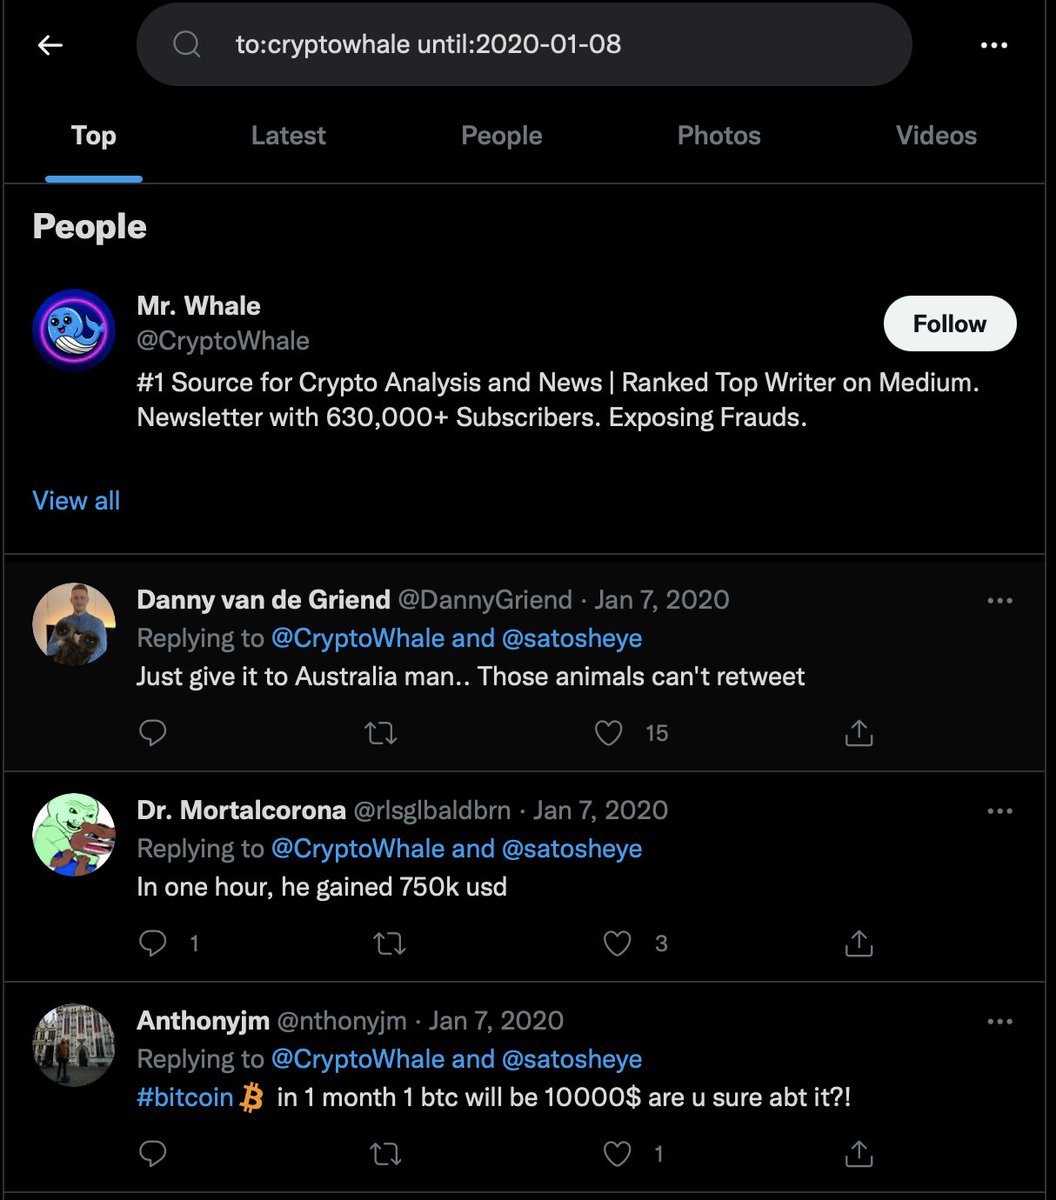 to:cryptowhale until:2020-01-08
Top Latest People Photos Videos
People
Mr. Whale
@CryptoWhale
Follow
#1 Source for Crypto Analysis and News | Ranked Top Writer on Medium.
Newsletter with 630,000+ Subscribers. Exposing Frauds.
View all
Danny van de Griend @DannyGriend · Jan 7, 2020
Replying to @CryptoWhale and @satosheye
Just give it to Australia man.. Those animals can't retweet
15
Dr. Mortalcorona @rlsglbaldbrn · Jan 7, 2020
Replying to @CryptoWhale and @satosheye
In one hour, he gained 750k usd
1 3
Anthonyjm @nthonyjm · Jan 7, 2020
Replying to @CryptoWhale and @satosheye
#bitcoin in 1 month 1 btc will be 10000$ are u sure abt it?!
1